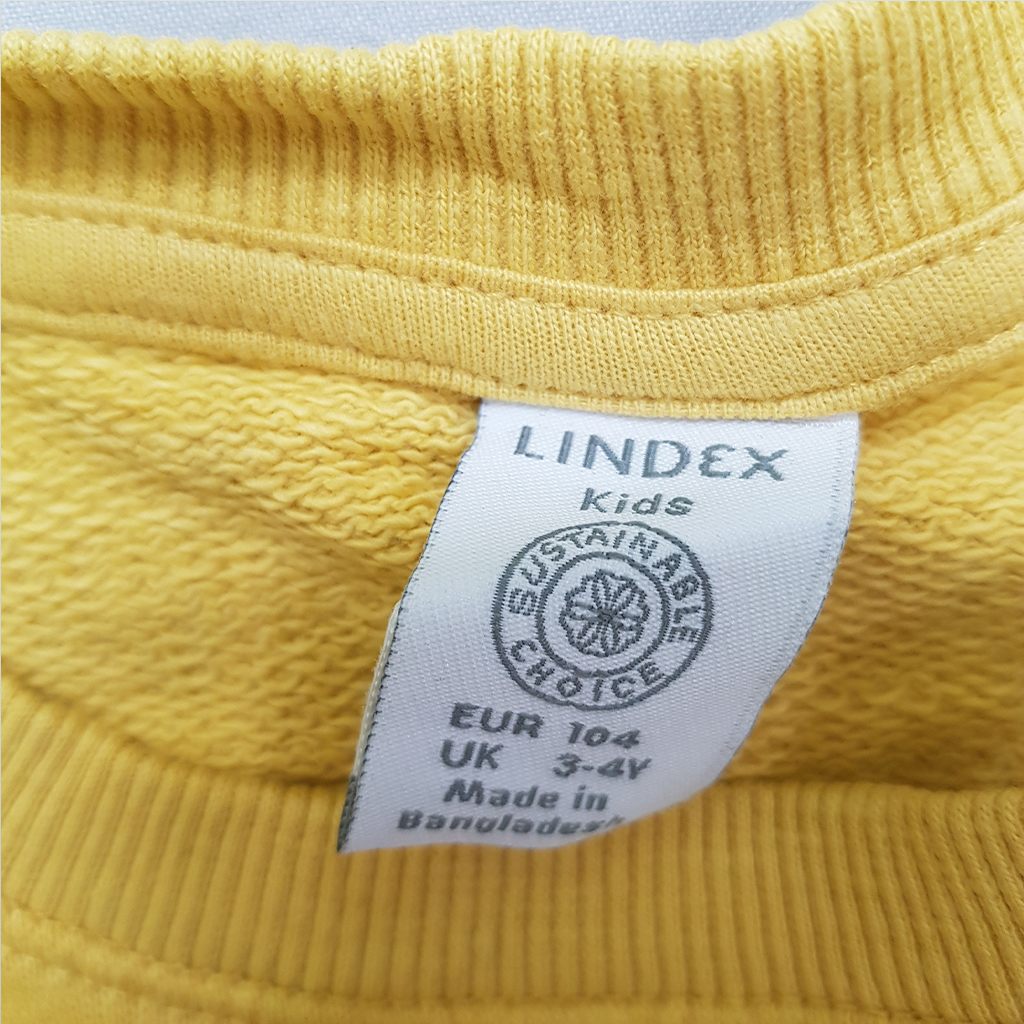 LINDEX
Kids
SUSTAINABLE
CHOICE
EUR 104
UK 3-4Y
Made in
Bangladesh